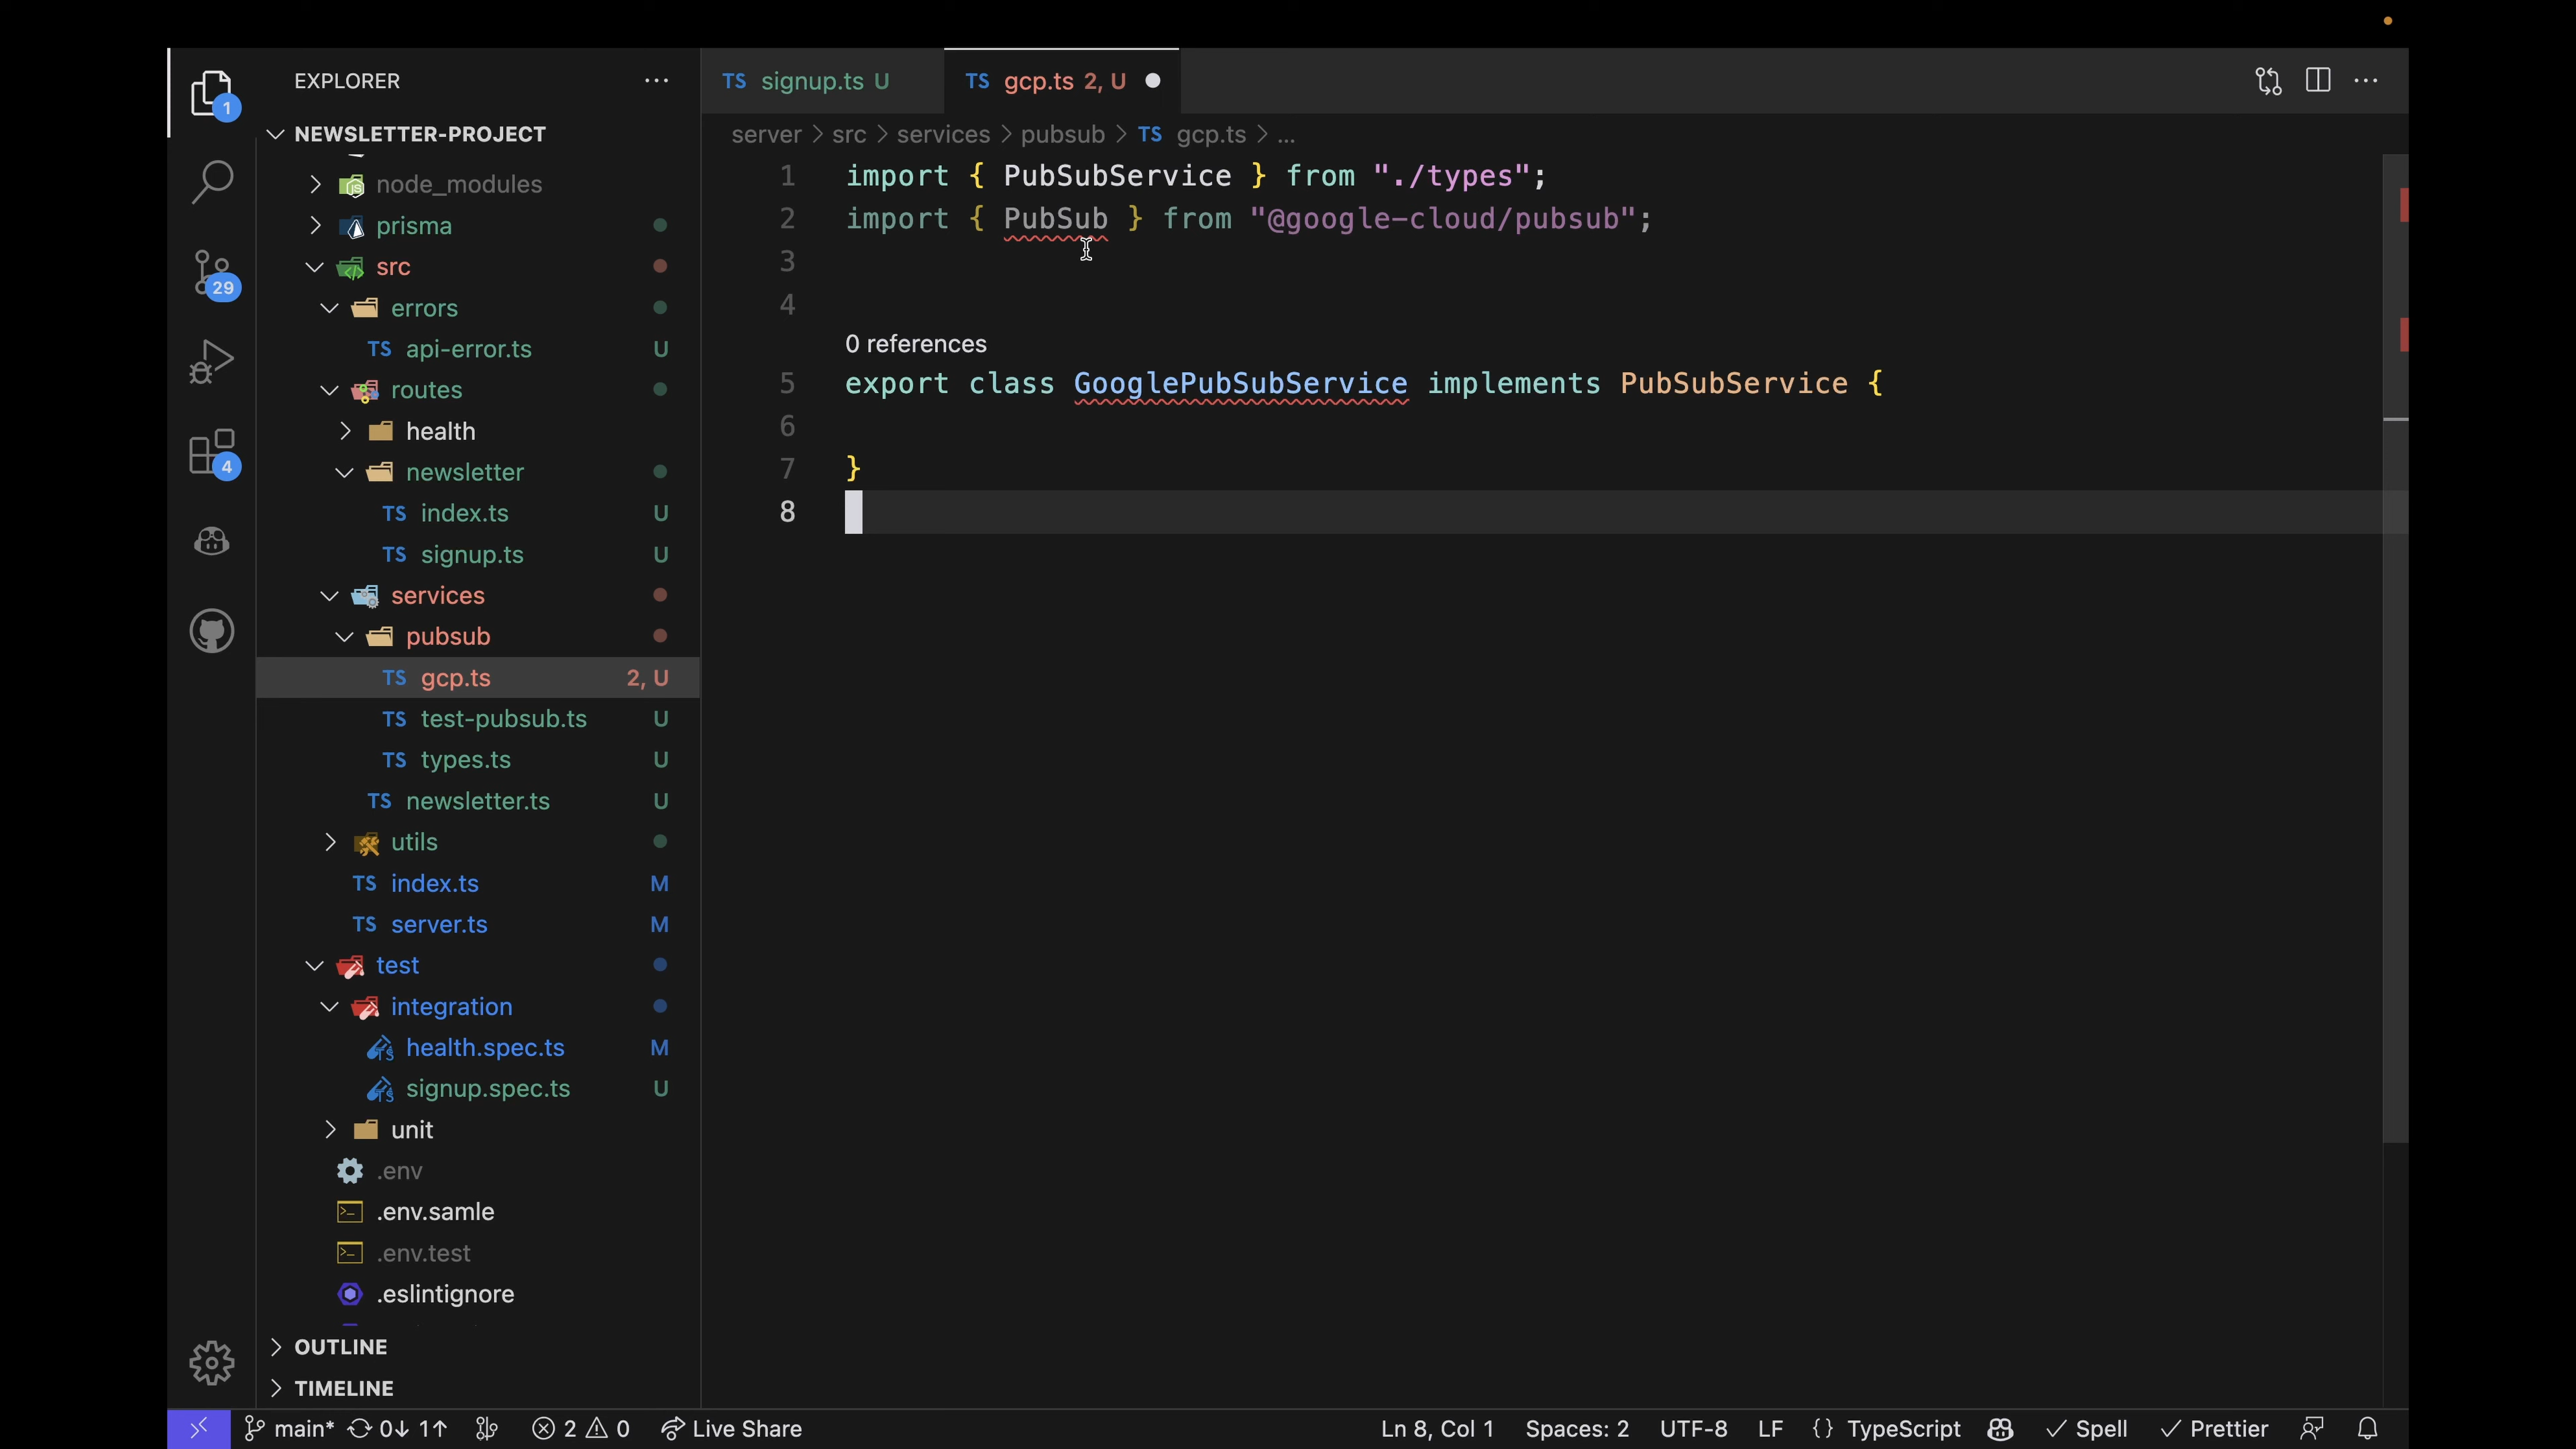 EXPLORER
NEWSLETTER-PROJECT
node_modules
prisma
src
errors
TS api-error.ts U
routes
health
newsletter
TS index.ts U
TS signup.ts U
services
pubsub
TS gcp.ts 2, U
TS test-pubsub.ts U
TS types.ts U
TS newsletter.ts U
utils
TS index.ts M
TS server.ts M
test
integration
health.spec.ts M
signup.spec.ts U
unit
.env
.env.samle
.env.test
.eslintignore
OUTLINE
TIMELINE
1
29
4
TS signup.ts U
TS gcp.ts 2, U
server > src > services > pubsub > TS gcp.ts > ...
1 import { PubSubService } from "./types";
2 import { PubSub } from "@google-cloud/pubsub";
3
4
0 references
5 export class GooglePubSubService implements PubSubService {
6
7 }
8
main* 0↓ 1↑ 2 0 Live Share
Ln 8, Col 1 Spaces: 2 UTF-8 LF {} TypeScript Spell Prettier